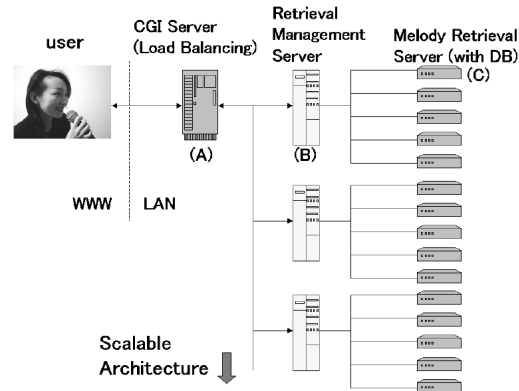 user
CGI Server
(Load Balancing)
Retrieval
Management
Server
Melody Retrieval
Server (with DB)
(C)
(A)
(B)
WWW
LAN
Scalable
Architecture